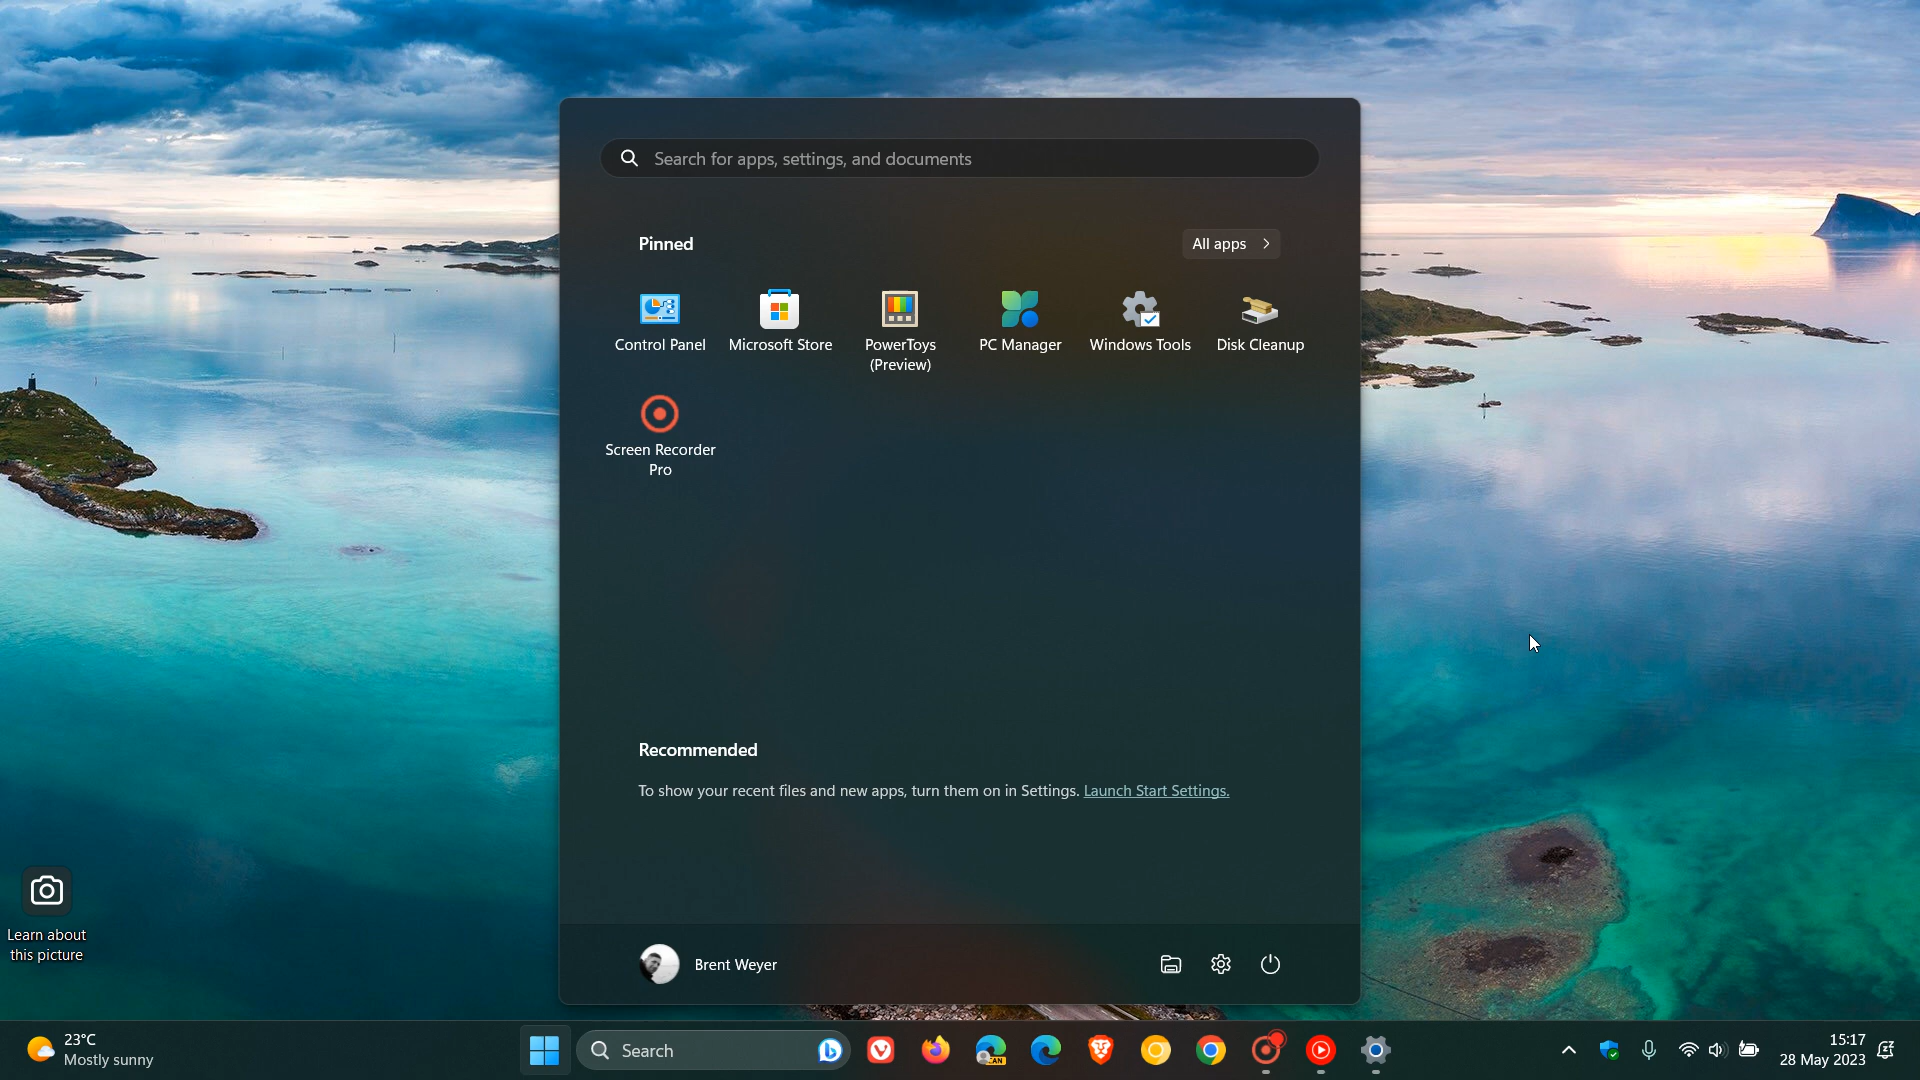 Search for apps, settings, and documents
Pinned
All apps
Control Panel
Microsoft Store
PowerToys
(Preview)
PC Manager
Windows Tools
Disk Cleanup
Screen Recorder
Pro
Recommended
To show your recent files and new apps, turn them on in Settings. Launch Start Settings.
Learn about
this picture
Brent Weyer
23°C
Mostly sunny
Search
CAN
15:17
28 May 2023